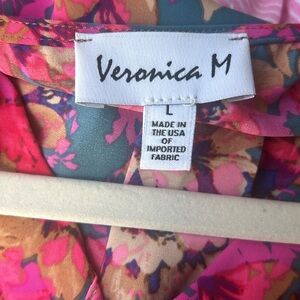 Veronica M
L
MADE IN
THE USA
OF
IMPORTED
FABRIC